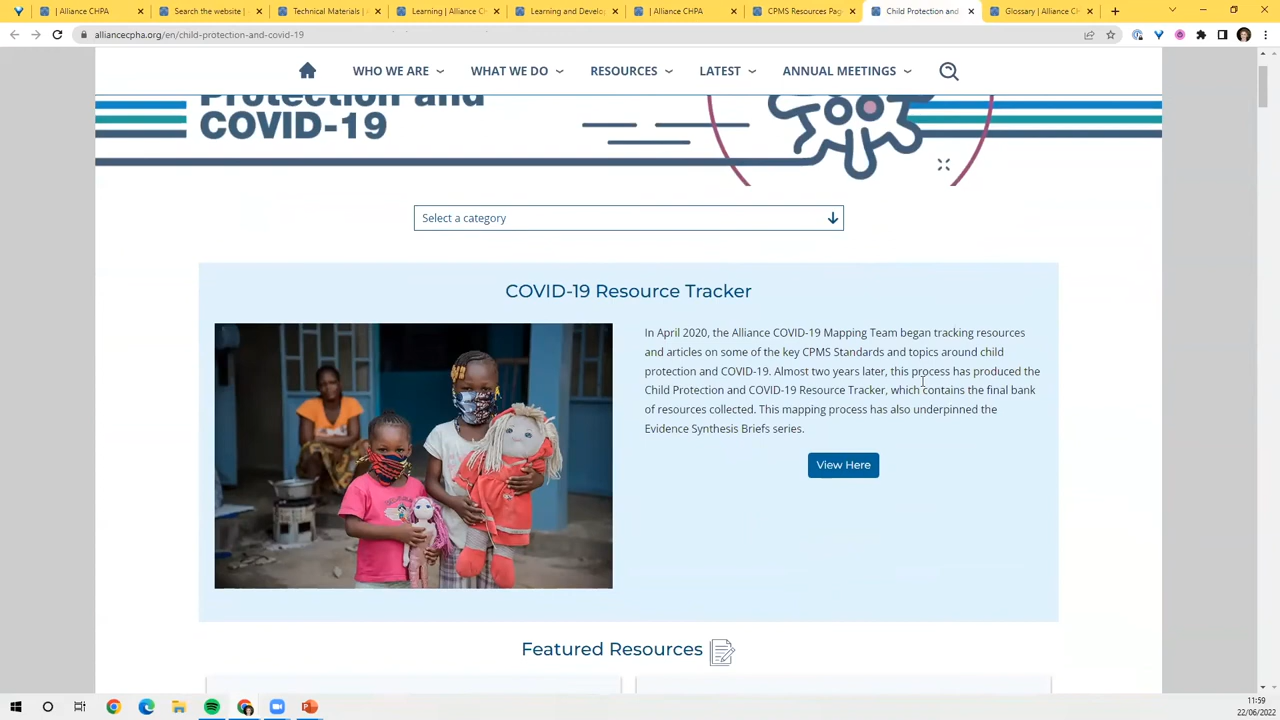 Alliance CHPA
Search the website |
Technical Materials |
Learning | Alliance C
Learning and Develo
| Alliance CHPA
CPMS Resources Page
Child Protection and
Glossary | Alliance CH
alliancecpha.org/en/child-protection-and-covid-19
WHO WE ARE
WHAT WE DO
RESOURCES
LATEST
ANNUAL MEETINGS
Protection and
COVID-19
Select a category
COVID-19 Resource Tracker
In April 2020, the Alliance COVID-19 Mapping Team began tracking resources
and articles on some of the key CPMS Standards and topics around child
protection and COVID-19. Almost two years later, this process has produced the
Child Protection and COVID-19 Resource Tracker, which contains the final bank
of resources collected. This mapping process has also underpinned the
Evidence Synthesis Briefs series.
View Here
Featured Resources
11:59
22/06/2022